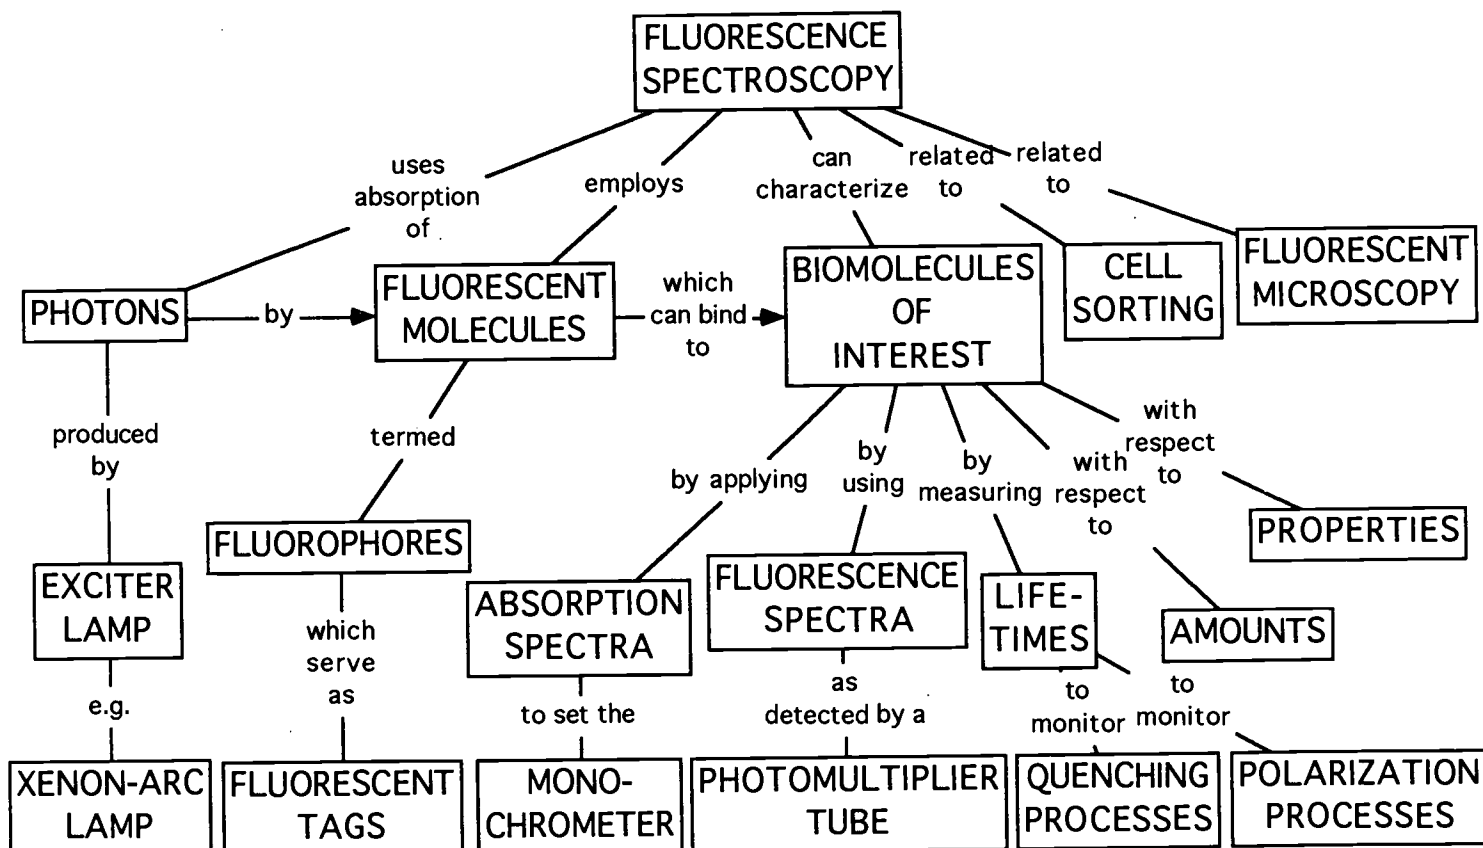 FLUORESCENCE
SPECTROSCOPY
uses
absorption
of
employs
can
characterize
related
to
related
to
PHOTONS
by
FLUORESCENT
MOLECULES
which
can bind
to
BIOMOLECULES
OF
INTEREST
CELL
SORTING
FLUORESCENT
MICROSCOPY
produced
by
termed
by applying
by
using
by
measuring
with
respect
to
with
respect
to
EXCITER
LAMP
FLUOROPHORES
ABSORPTION
SPECTRA
FLUORESCENCE
SPECTRA
LIFE-
TIMES
AMOUNTS
PROPERTIES
e.g.
which
serve
as
to set the
as
detected by a
to
monitor
to
monitor
XENON-ARC
LAMP
FLUORESCENT
TAGS
MONO-
CHROMETER
PHOTOMULTIPLIER
TUBE
QUENCHING
PROCESSES
POLARIZATION
PROCESSES